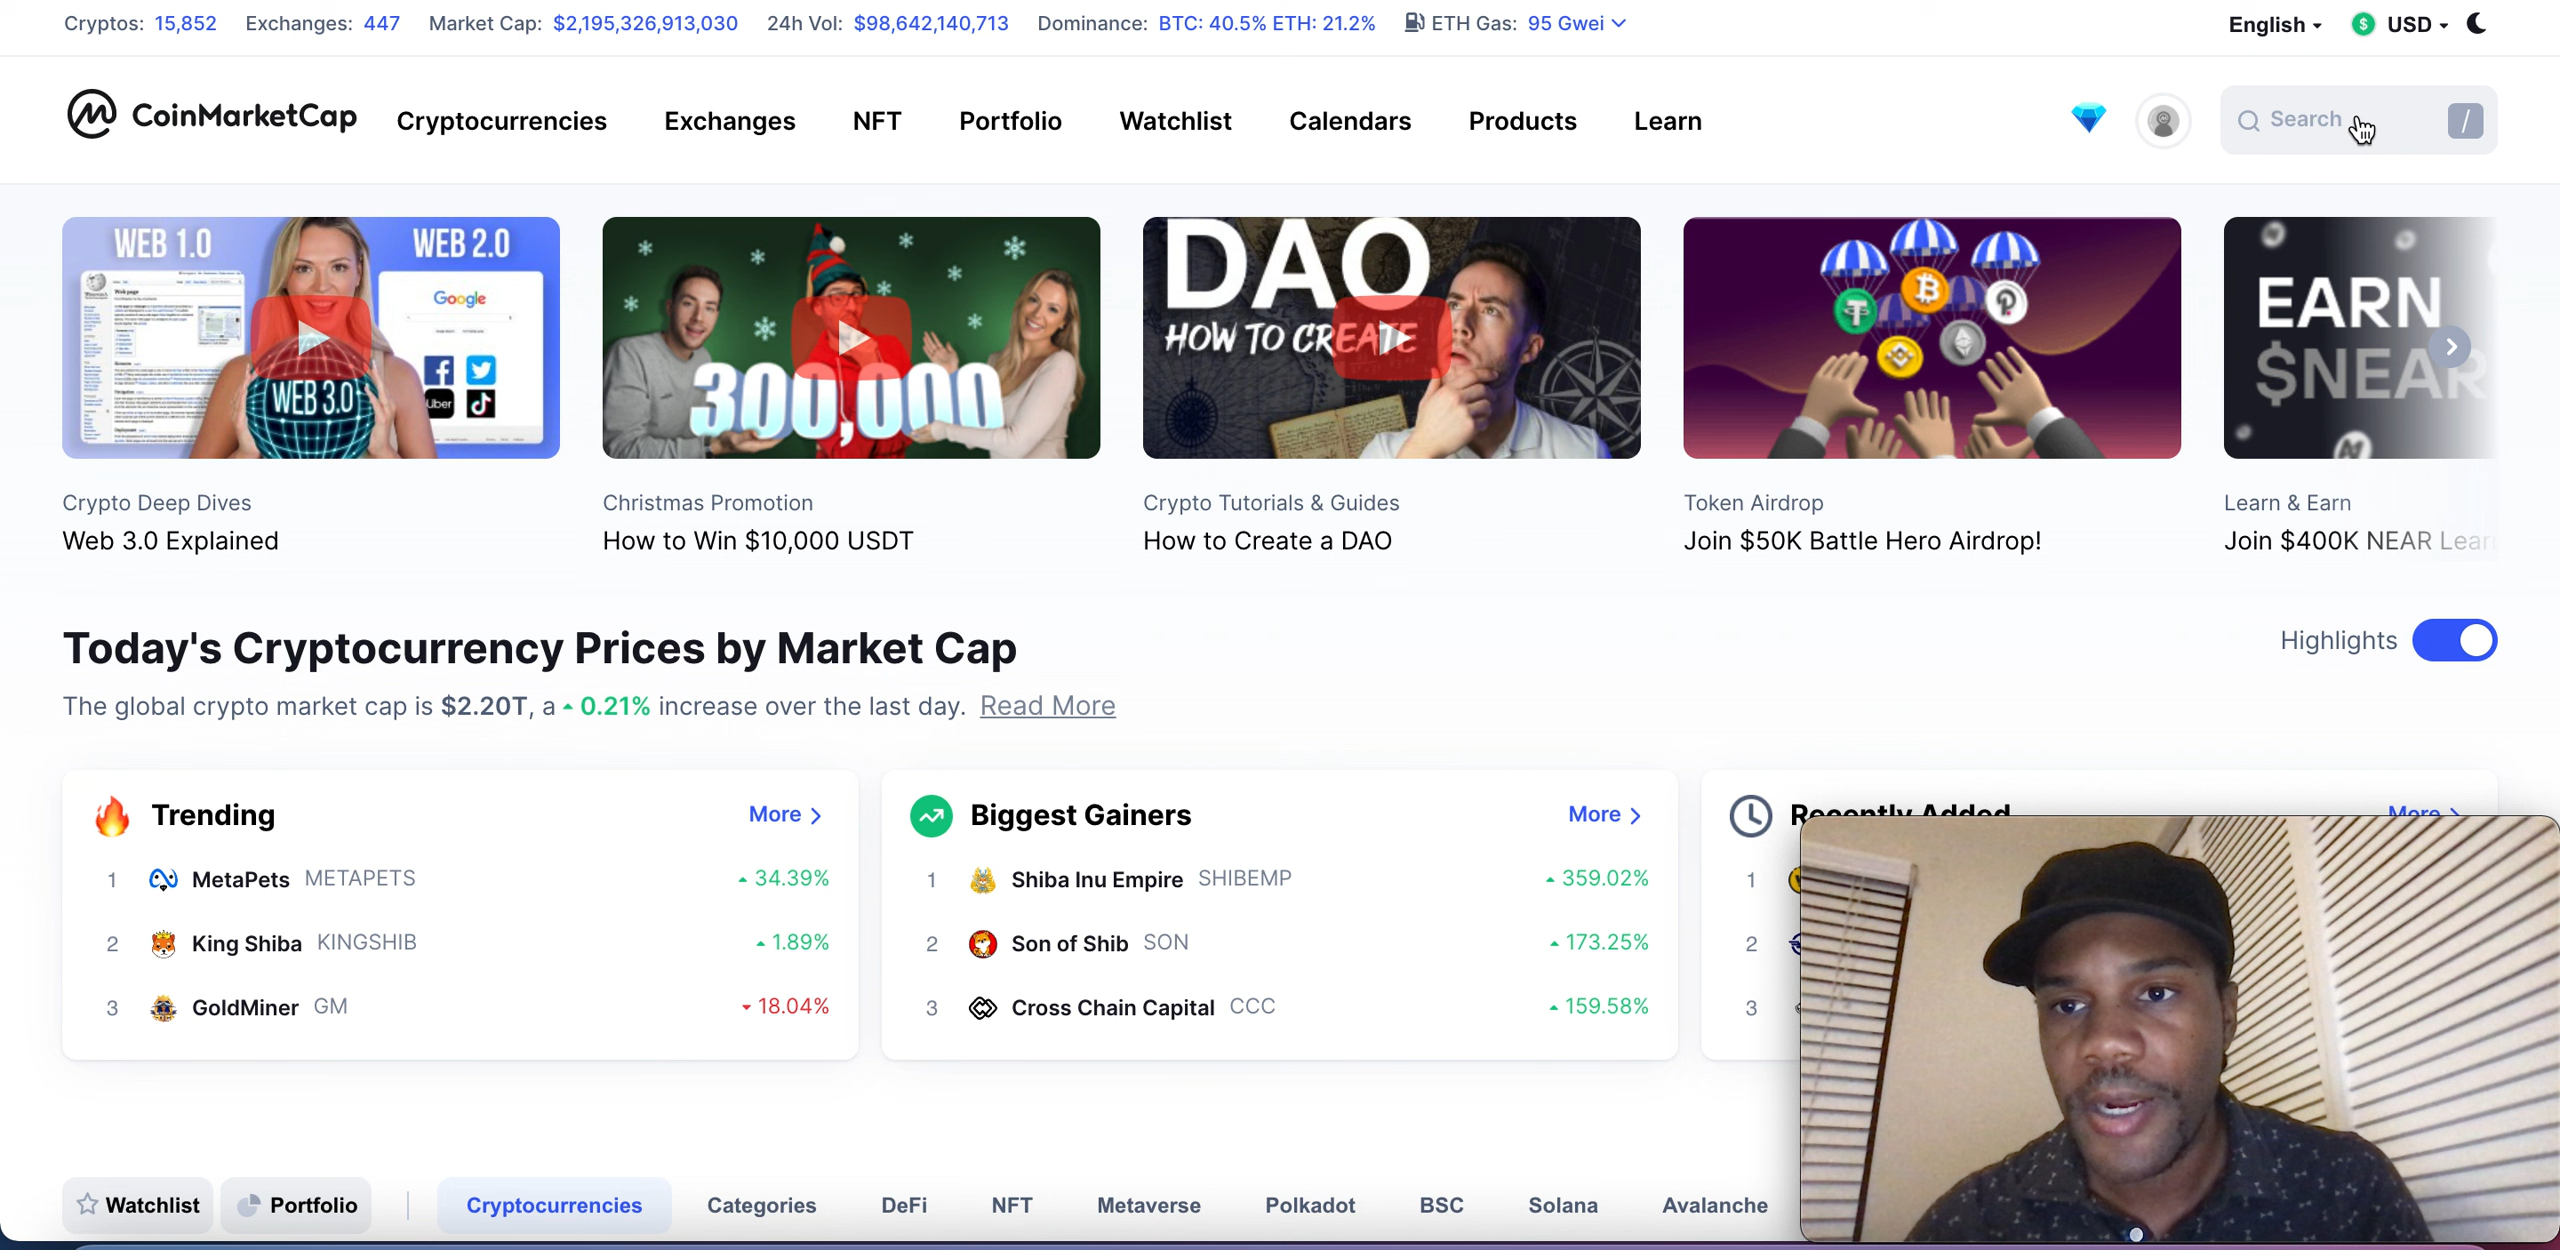 Cryptos: 15,852 Exchanges: 447 Market Cap: $2,195,326,913,030 24h Vol: $98,642,140,713 Dominance: BTC: 40.5% ETH: 21.2% ETH Gas: 95 Gwei English USD
CoinMarketCap Cryptocurrencies Exchanges NFT Portfolio Watchlist Calendars Products Learn Search /
WEB 1.0 WEB 2.0
Google
Uber
WEB 3.0
300,000
DAO
HOW TO CREATE
EARN
$NEAR
Crypto Deep Dives
Web 3.0 Explained
Christmas Promotion
How to Win $10,000 USDT
Crypto Tutorials & Guides
How to Create a DAO
Token Airdrop
Join $50K Battle Hero Airdrop!
Learn & Earn
Join $400K NEAR Lear
Today's Cryptocurrency Prices by Market Cap
Highlights
The global crypto market cap is $2.20T, a 0.21% increase over the last day. Read More
Trending More
1 MetaPets METAPETS 34.39%
2 King Shiba KINGSHIB 1.89%
3 GoldMiner GM 18.04%
Biggest Gainers More
1 Shiba Inu Empire SHIBEMP 359.02%
2 Son of Shib SON 173.25%
3 Cross Chain Capital CCC 159.58%
Recently Added More
1
2
3
Watchlist Portfolio Cryptocurrencies Categories DeFi NFT Metaverse Polkadot BSC Solana Avalanche